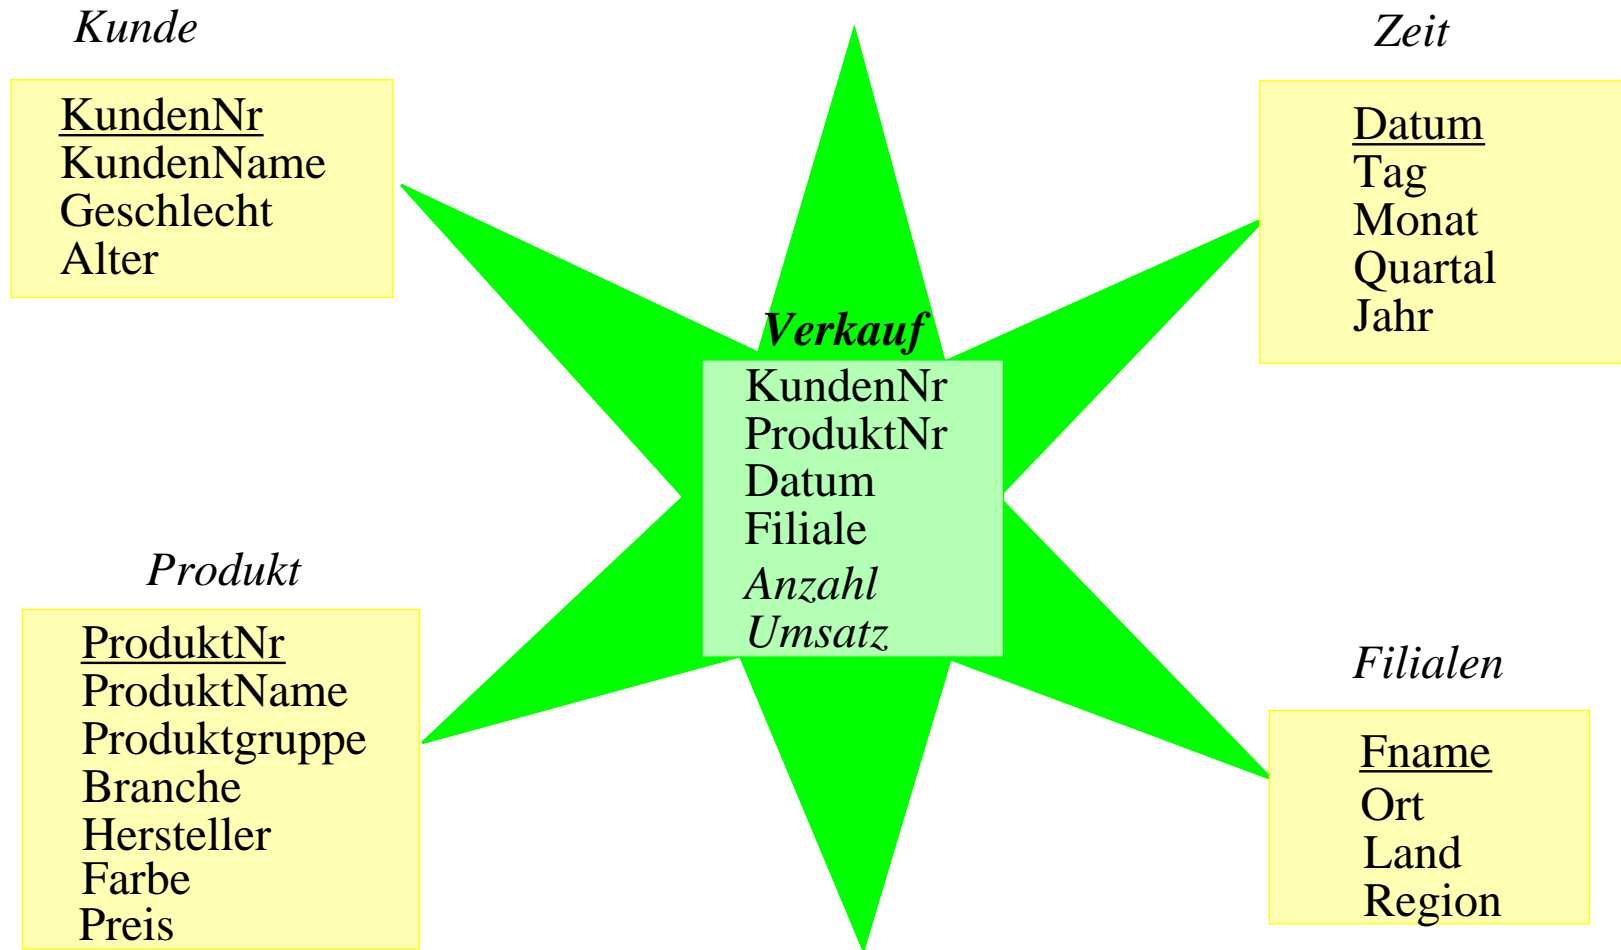 Kunde
KundenNr
KundenName
Geschlecht
Alter
Zeit
Datum
Tag
Monat
Quartal
Jahr
Verkauf
KundenNr
ProduktNr
Datum
Filiale
Anzahl
Umsatz
Produkt
ProduktNr
ProduktName
Produktgruppe
Branche
Hersteller
Farbe
Preis
Filialen
Fname
Ort
Land
Region